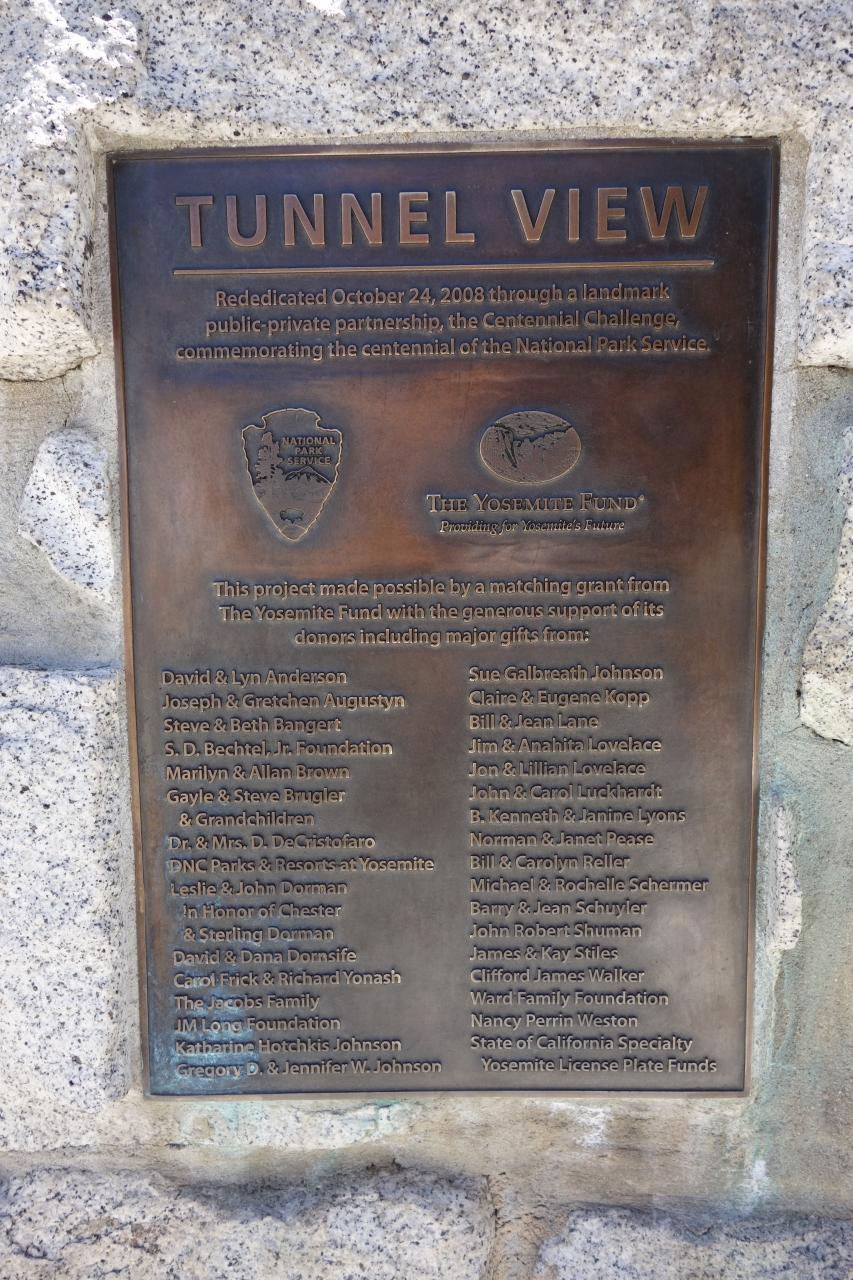 TUNNEL VIEW
Rededicated October 24, 2008 through a landmark
public-private partnership, the Centennial Challenge,
commemorating the centennial of the National Park Service.
NATIONAL
PARK
SERVICE
THE YOSEMITE FUND
Providing for Yosemite's Future
This project made possible by a matching grant from
The Yosemite Fund with the generous support of its
donors including major gifts from:
David & Lyn Anderson
Joseph & Gretchen Augustyn
Steve & Beth Bangert
S. D. Bechtel, Jr. Foundation
Marilyn & Allan Brown
Gayle & Steve Brugler
& Grandchildren
Dr. & Mrs. D. DeCristofaro
DNC Parks & Resorts at Yosemite
Leslie & John Dorman
In Honor of Chester
& Sterling Dorman
David & Dana Dornsife
Carol Frick & Richard Yonash
The Jacobs Family
JM Long Foundation
Katharine Hotchkis Johnson
Gregory D. & Jennifer W. Johnson
Sue Galbreath Johnson
Claire & Eugene Kopp
Bill & Jean Lane
Jim & Anahita Lovelace
Jon & Lillian Lovelace
John & Carol Luckhardt
B. Kenneth & Janine Lyons
Norman & Janet Pease
Bill & Carolyn Reller
Michael & Rochelle Schermer
Barry & Jean Schuyler
John Robert Shuman
James & Kay Stiles
Clifford James Walker
Ward Family Foundation
Nancy Perrin Weston
State of California Specialty
Yosemite License Plate Funds